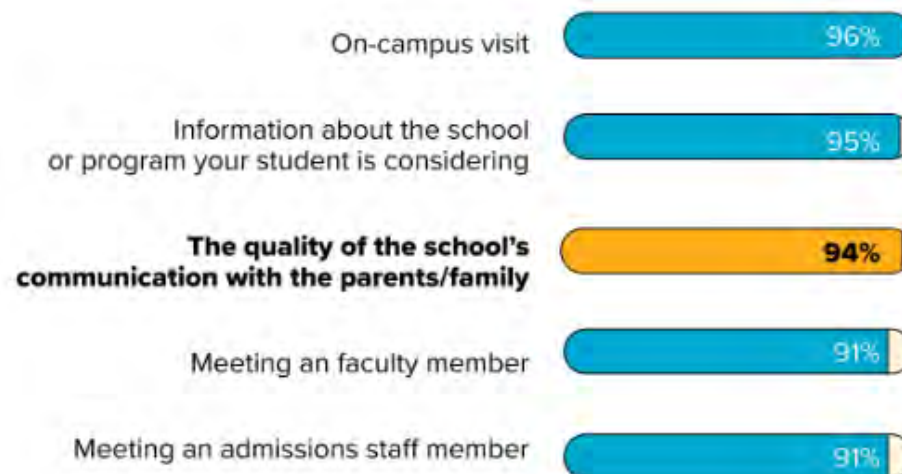 On-campus visit
96%
Information about the school
or program your student is considering
95%
The quality of the school's
communication with the parents/family
94%
Meeting an faculty member
91%
Meeting an admissions staff member
91%